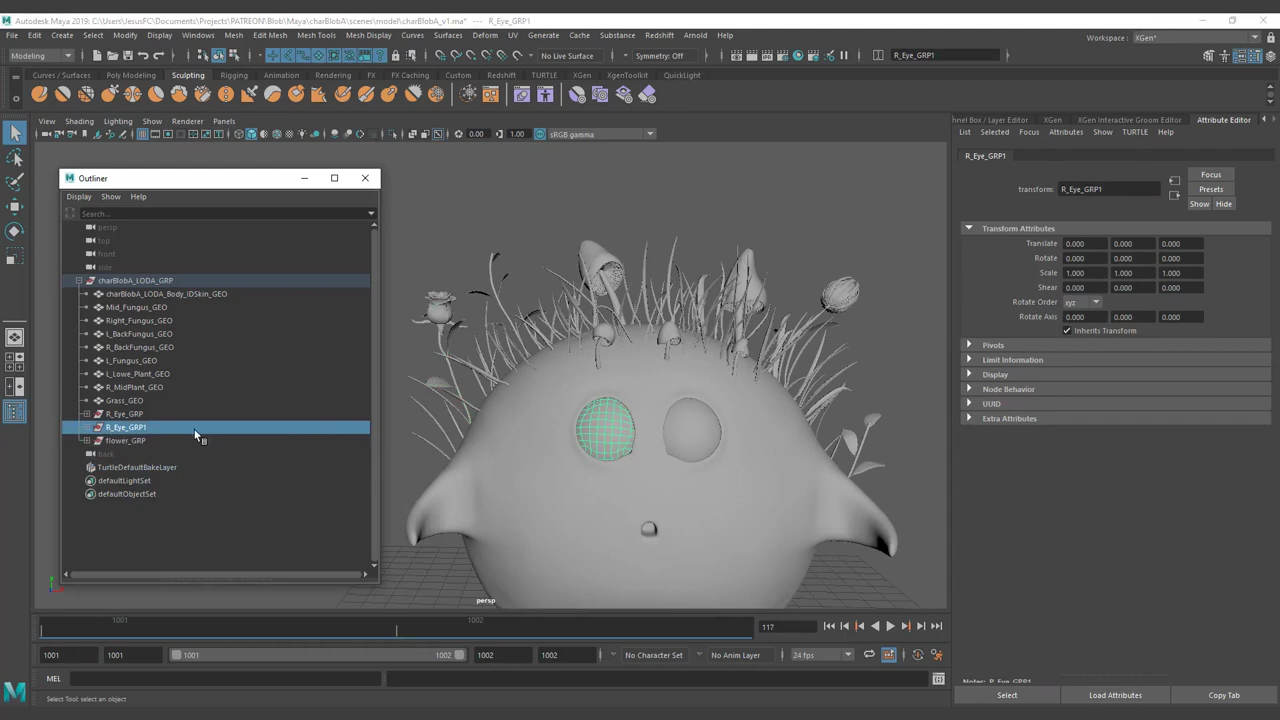 Autodesk Maya 2019: C:\Users\JesusFC\Documents\Projects\PATREON\Blob\Maya\charBlobA\scenes\model\charBlobA_v1.ma* --- R_Eye_GRP1
File Edit Create Select Modify Display Windows Mesh Edit Mesh Mesh Tools Mesh Display Curves Surfaces Deform UV Generate Cache Substance Redshift Arnold Help
Workspace : XGen*
Modeling
No Live Surface
Symmetry: Off
R_Eye_GRP1
Curves / Surfaces Poly Modeling Sculpting Rigging Animation Rendering FX FX Caching Custom Redshift TURTLE XGen XgenToolkit QuickLight
View Shading Lighting Show Renderer Panels
0.00 1.00 sRGB gamma
nnel Box / Layer Editor XGen XGen Interactive Groom Editor Attribute Editor
List Selected Focus Attributes Show TURTLE Help
R_Eye_GRP1
transform: R_Eye_GRP1
Focus
Presets
Show Hide
Transform Attributes
Translate 0.000 0.000 0.000
Rotate 0.000 0.000 0.000
Scale 1.000 1.000 1.000
Shear 0.000 0.000 0.000
Rotate Order xyz
Rotate Axis 0.000 0.000 0.000
Inherits Transform
Pivots
Limit Information
Display
Node Behavior
UUID
Extra Attributes
Outliner
Display Show Help
Search...
persp
top
front
side
charBlobA_LODA_GRP
charBlobA_LODA_Body_IDSkin_GEO
Mid_Fungus_GEO
Right_Fungus_GEO
L_BackFungus_GEO
R_BackFungus_GEO
L_Fungus_GEO
L_Lowe_Plant_GEO
R_MidPlant_GEO
Grass_GEO
R_Eye_GRP
R_Eye_GRP1
flower_GRP
back
TurtleDefaultBakeLayer
defaultLightSet
defaultObjectSet
persp
1001 1002 117
1001 1001 1001 1002 1002 1002 No Character Set No Anim Layer 24 fps
MEL
Select Tool: select an object
Notes: R_Eye_GRP1
Select Load Attributes Copy Tab